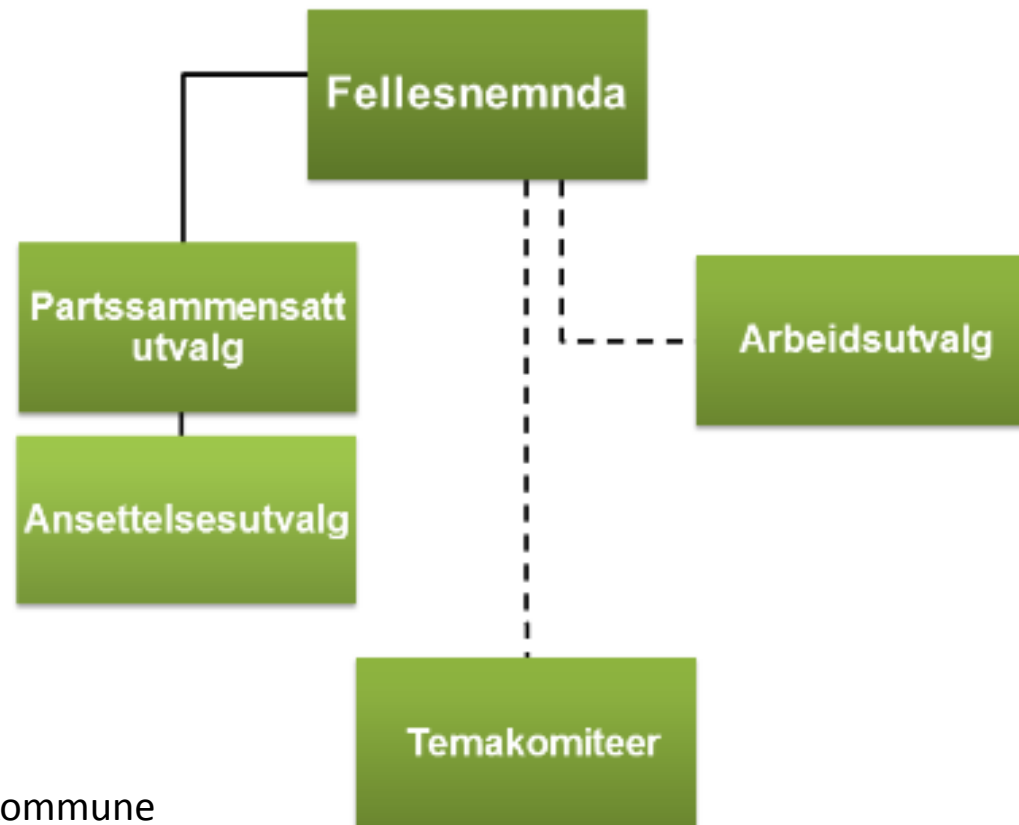 Fellesnemnda
Partssammensatt
utvalg
Arbeidsutvalg
Ansettelsesutvalg
Temakomiteer
ommune